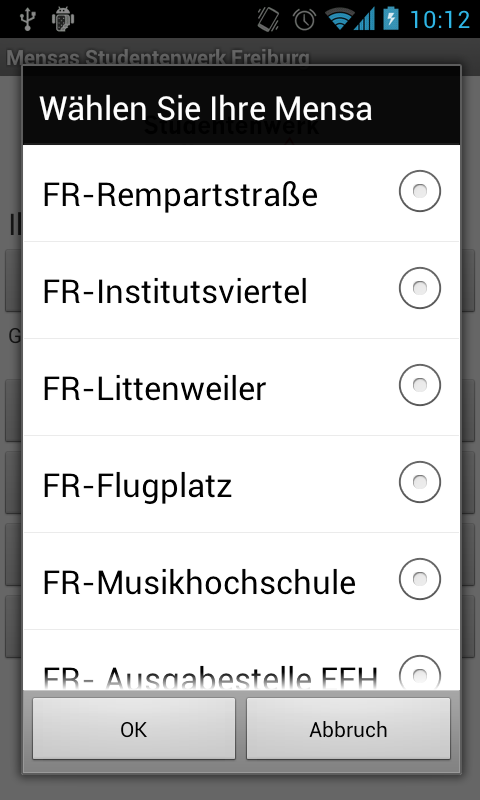 10:12
Mensas Studentenwerk Freiburg
Wählen Sie Ihre Mensa
Studentenwerk
FR-Rempartstraße
FR-Institutsviertel
FR-Littenweiler
FR-Flugplatz
FR-Musikhochschule
FR- Ausgabestelle EFH
OK
Abbruch